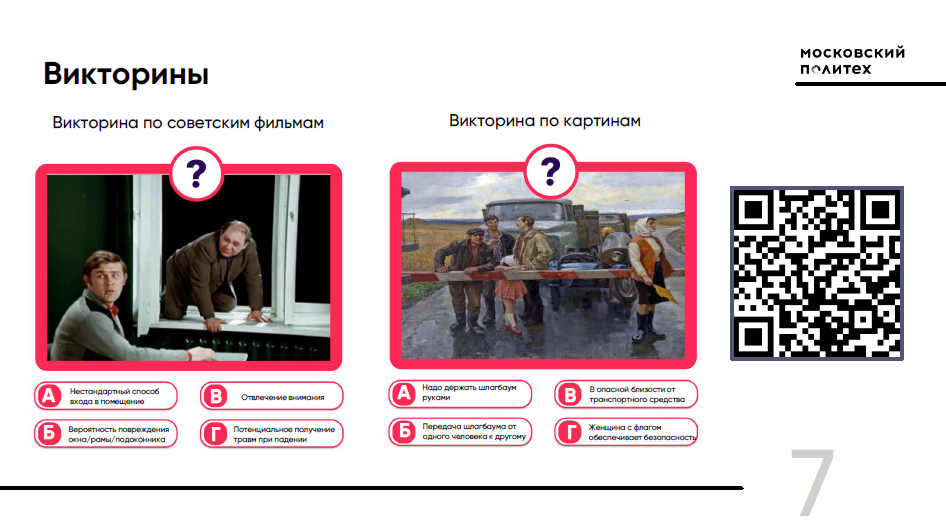 МОСКОВСКИЙ
ПОЛИТЕХ
Викторины
Викторина по советским фильмам
?
А Нестандартный способ
входа в помещение
В Отвлечение внимания
Б Вероятность повреждения
окна/рамы/подоконника
Г Потенциальное получение
травм при падении
Викторина по картинам
?
А Надо держать шлагбаум
руками
В В опасной близости от
транспортного средства
Б Передача шлагбаума от
одного человека к другому
Г Женщина с флагом
обеспечивает безопасность
7